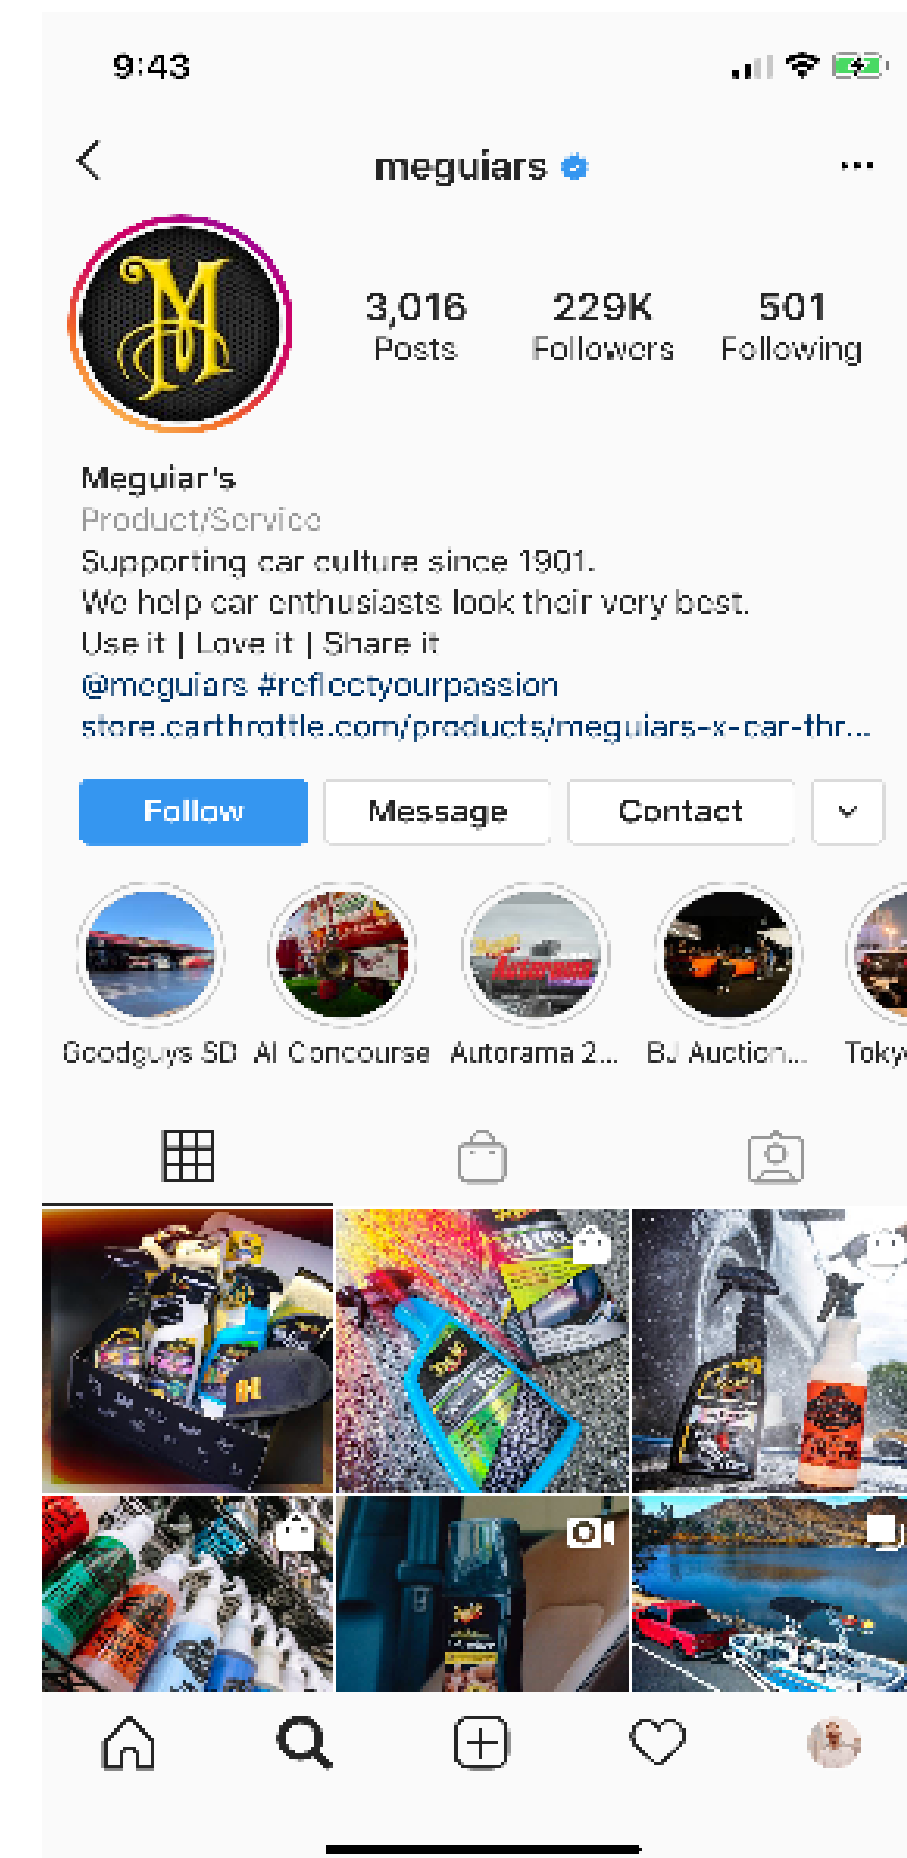 9:43
meguiars
3,016 229K 501
Posts Followers Following
Meguiar's
Product/Service
Supporting car culture since 1901.
We help car enthusiasts look their very best.
Use it | Love it | Share it
@meguiars #reflectyourpassion
store.carthrottle.com/products/meguiars-x-car-thr...
Follow Message Contact
Goodguys SD AI Concourse Autorama 2... BJ Auction... Toky
Autorama